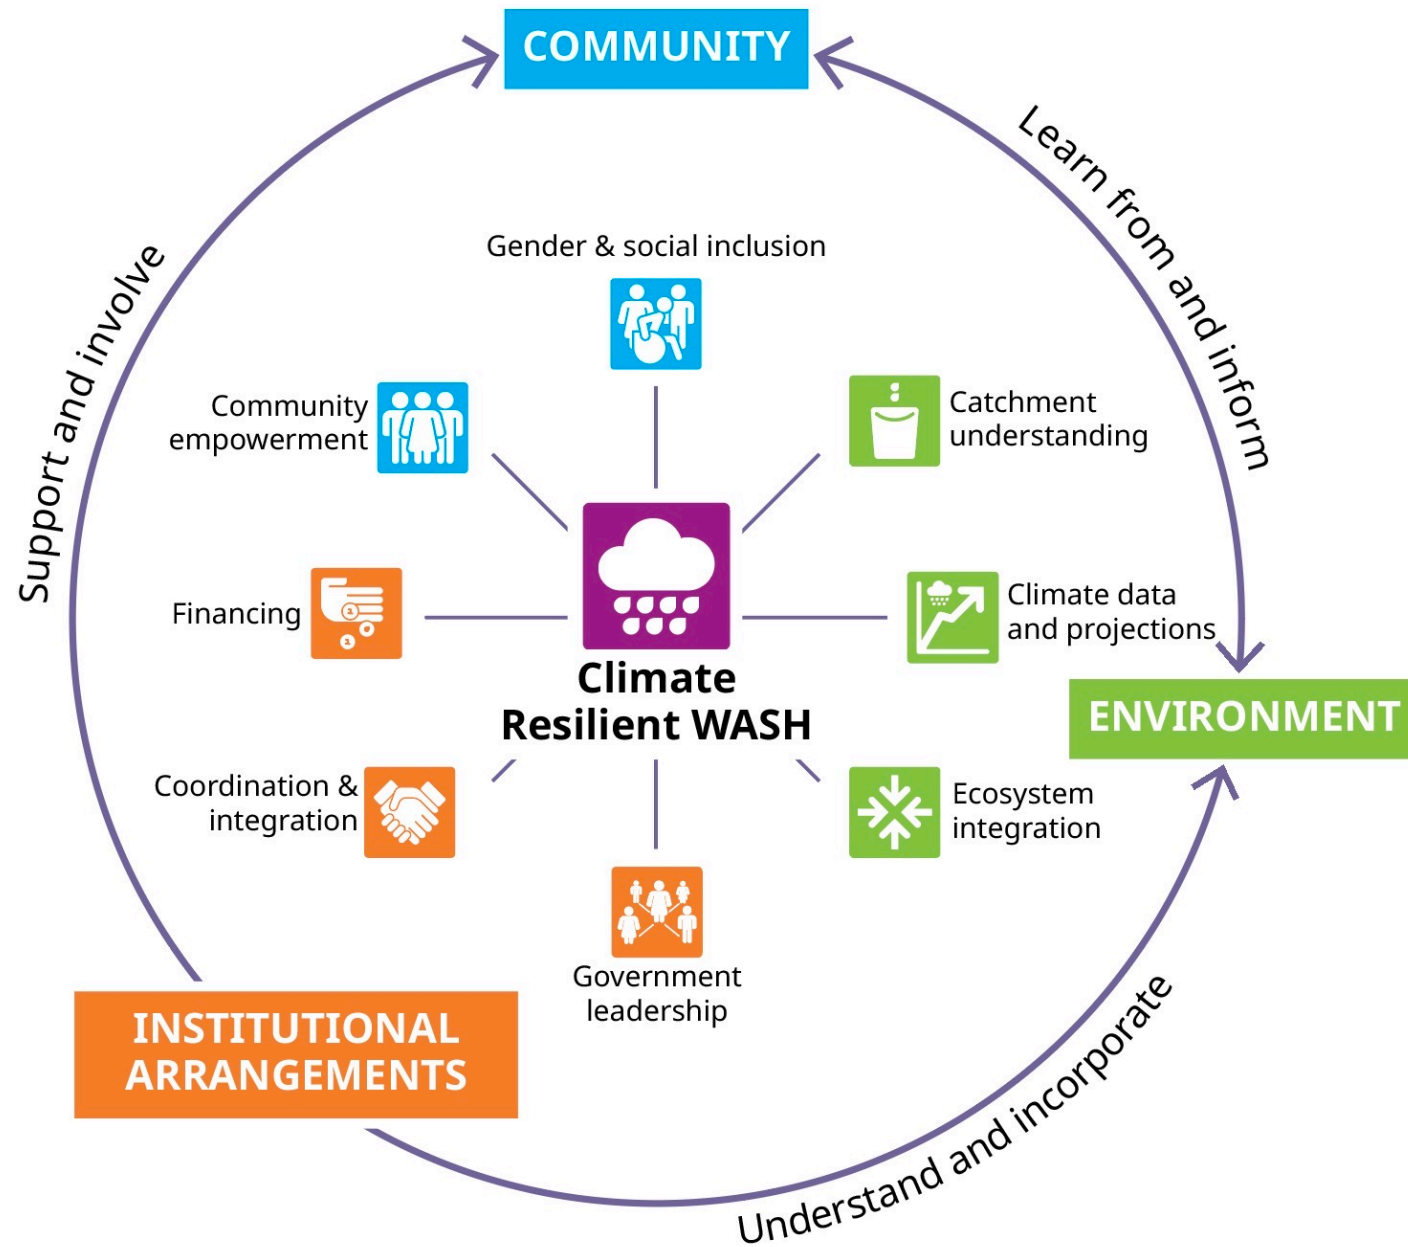 COMMUNITY
Learn from and inform
Support and involve
Gender & social inclusion
Community
empowerment
Catchment
understanding
Financing
Climate data
and projections
Climate
Resilient WASH
ENVIRONMENT
Coordination &
integration
Ecosystem
integration
Government
leadership
INSTITUTIONAL
ARRANGEMENTS
Understand and incorporate